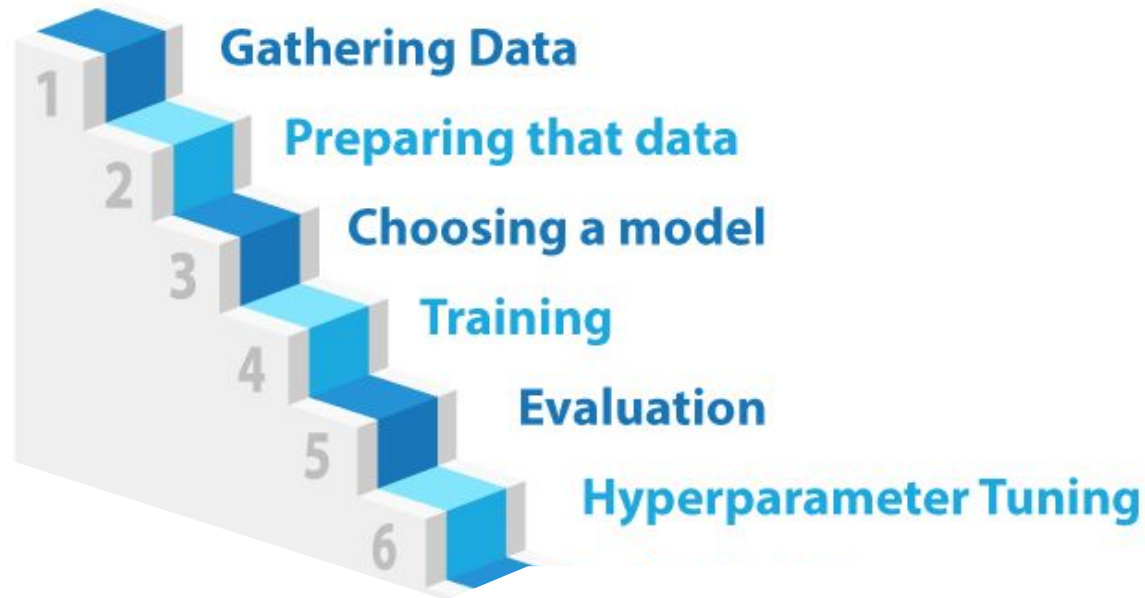 1 Gathering Data
2 Preparing that data
3 Choosing a model
4 Training
5 Evaluation
6 Hyperparameter Tuning